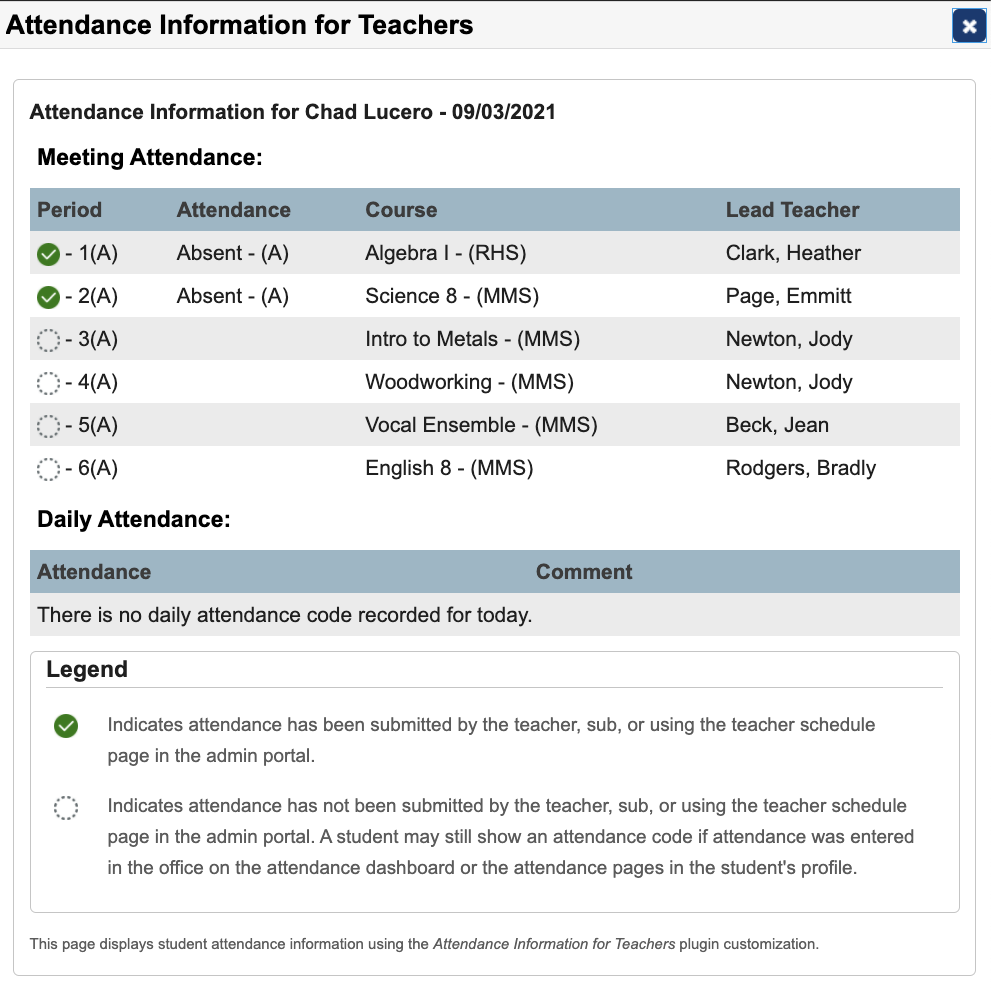 Attendance Information for Teachers
Attendance Information for Chad Lucero - 09/03/2021
Meeting Attendance:
Period Attendance Course Lead Teacher
- 1(A) Absent - (A) Algebra I - (RHS) Clark, Heather
- 2(A) Absent - (A) Science 8 - (MMS) Page, Emmitt
- 3(A) Intro to Metals - (MMS) Newton, Jody
- 4(A) Woodworking - (MMS) Newton, Jody
- 5(A) Vocal Ensemble - (MMS) Beck, Jean
- 6(A) English 8 - (MMS) Rodgers, Bradly
Daily Attendance:
Attendance Comment
There is no daily attendance code recorded for today.
Legend
Indicates attendance has been submitted by the teacher, sub, or using the teacher schedule
page in the admin portal.
Indicates attendance has not been submitted by the teacher, sub, or using the teacher schedule
page in the admin portal. A student may still show an attendance code if attendance was entered
in the office on the attendance dashboard or the attendance pages in the student's profile.
This page displays student attendance information using the Attendance Information for Teachers plugin customization.